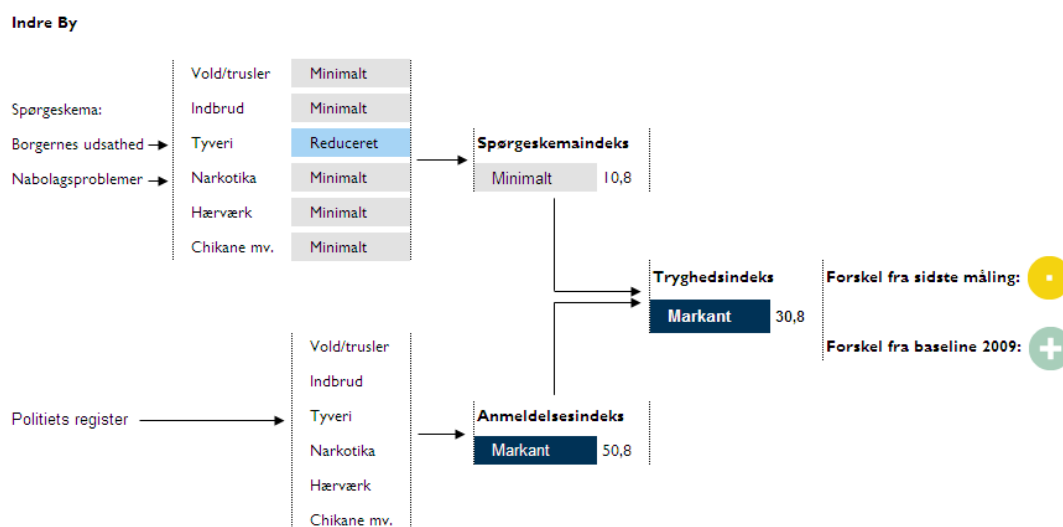 Indre By
Spørgeskema:
Borgernes udsathed
Nabolagsproblemer
Vold/trusler Minimalt
Indbrud Minimalt
Tyveri Reduceret
Narkotika Minimalt
Hærværk Minimalt
Chikane mv. Minimalt
Spørgeskemaindeks
Minimalt 10,8
Politiets register
Vold/trusler
Indbrud
Tyveri
Narkotika
Hærværk
Chikane mv.
Anmeldelsesindeks
Markant 50,8
Tryghedsindeks
Markant 30,8
Forskel fra sidste måling:
Forskel fra baseline 2009: